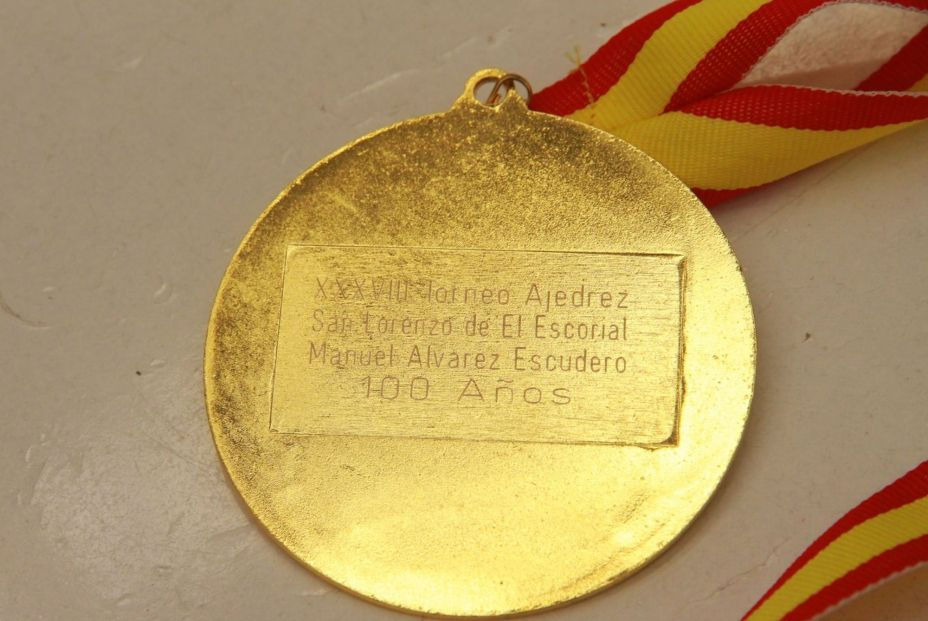 XXXVIII Torneo Ajedrez
San Lorenzo de El Escorial
Manuel Alvarez Escudero
100 Años